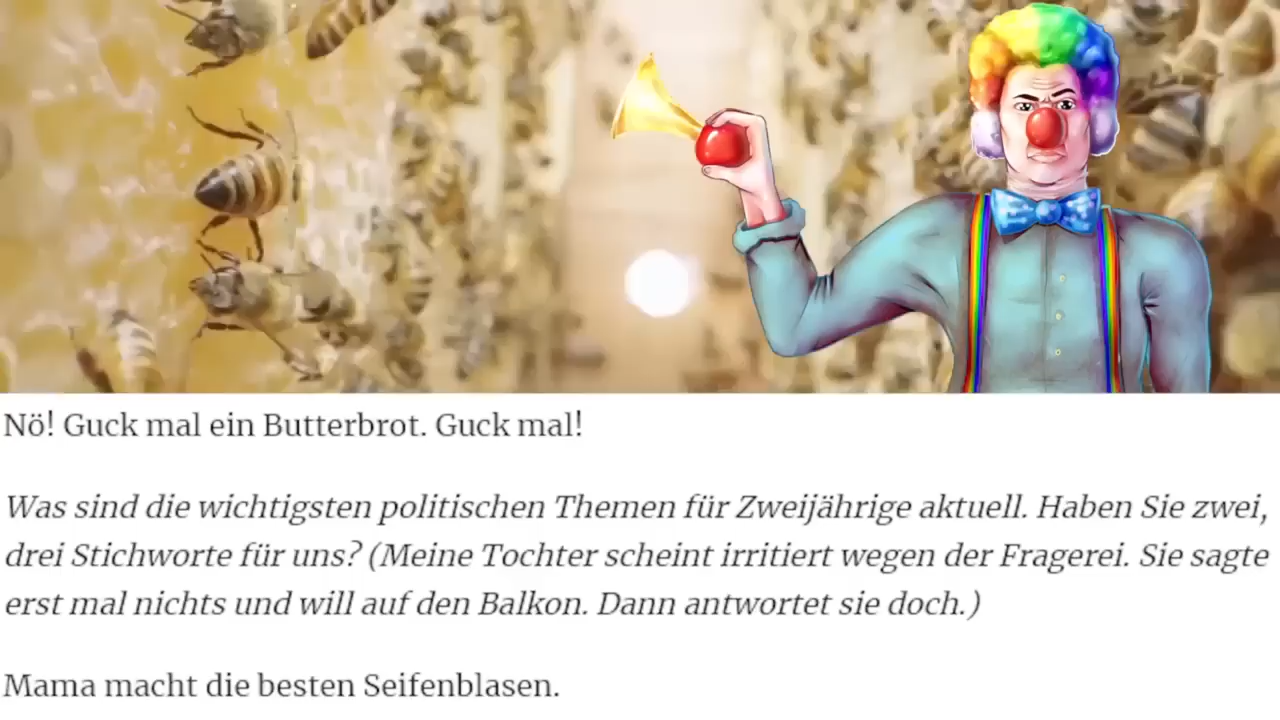 Nö! Guck mal ein Butterbrot. Guck mal!
Was sind die wichtigsten politischen Themen für Zweijährige aktuell. Haben Sie zwei,
drei Stichworte für uns? (Meine Tochter scheint irritiert wegen der Fragerei. Sie sagte
erst mal nichts und will auf den Balkon. Dann antwortet sie doch.)
Mama macht die besten Seifenblasen.